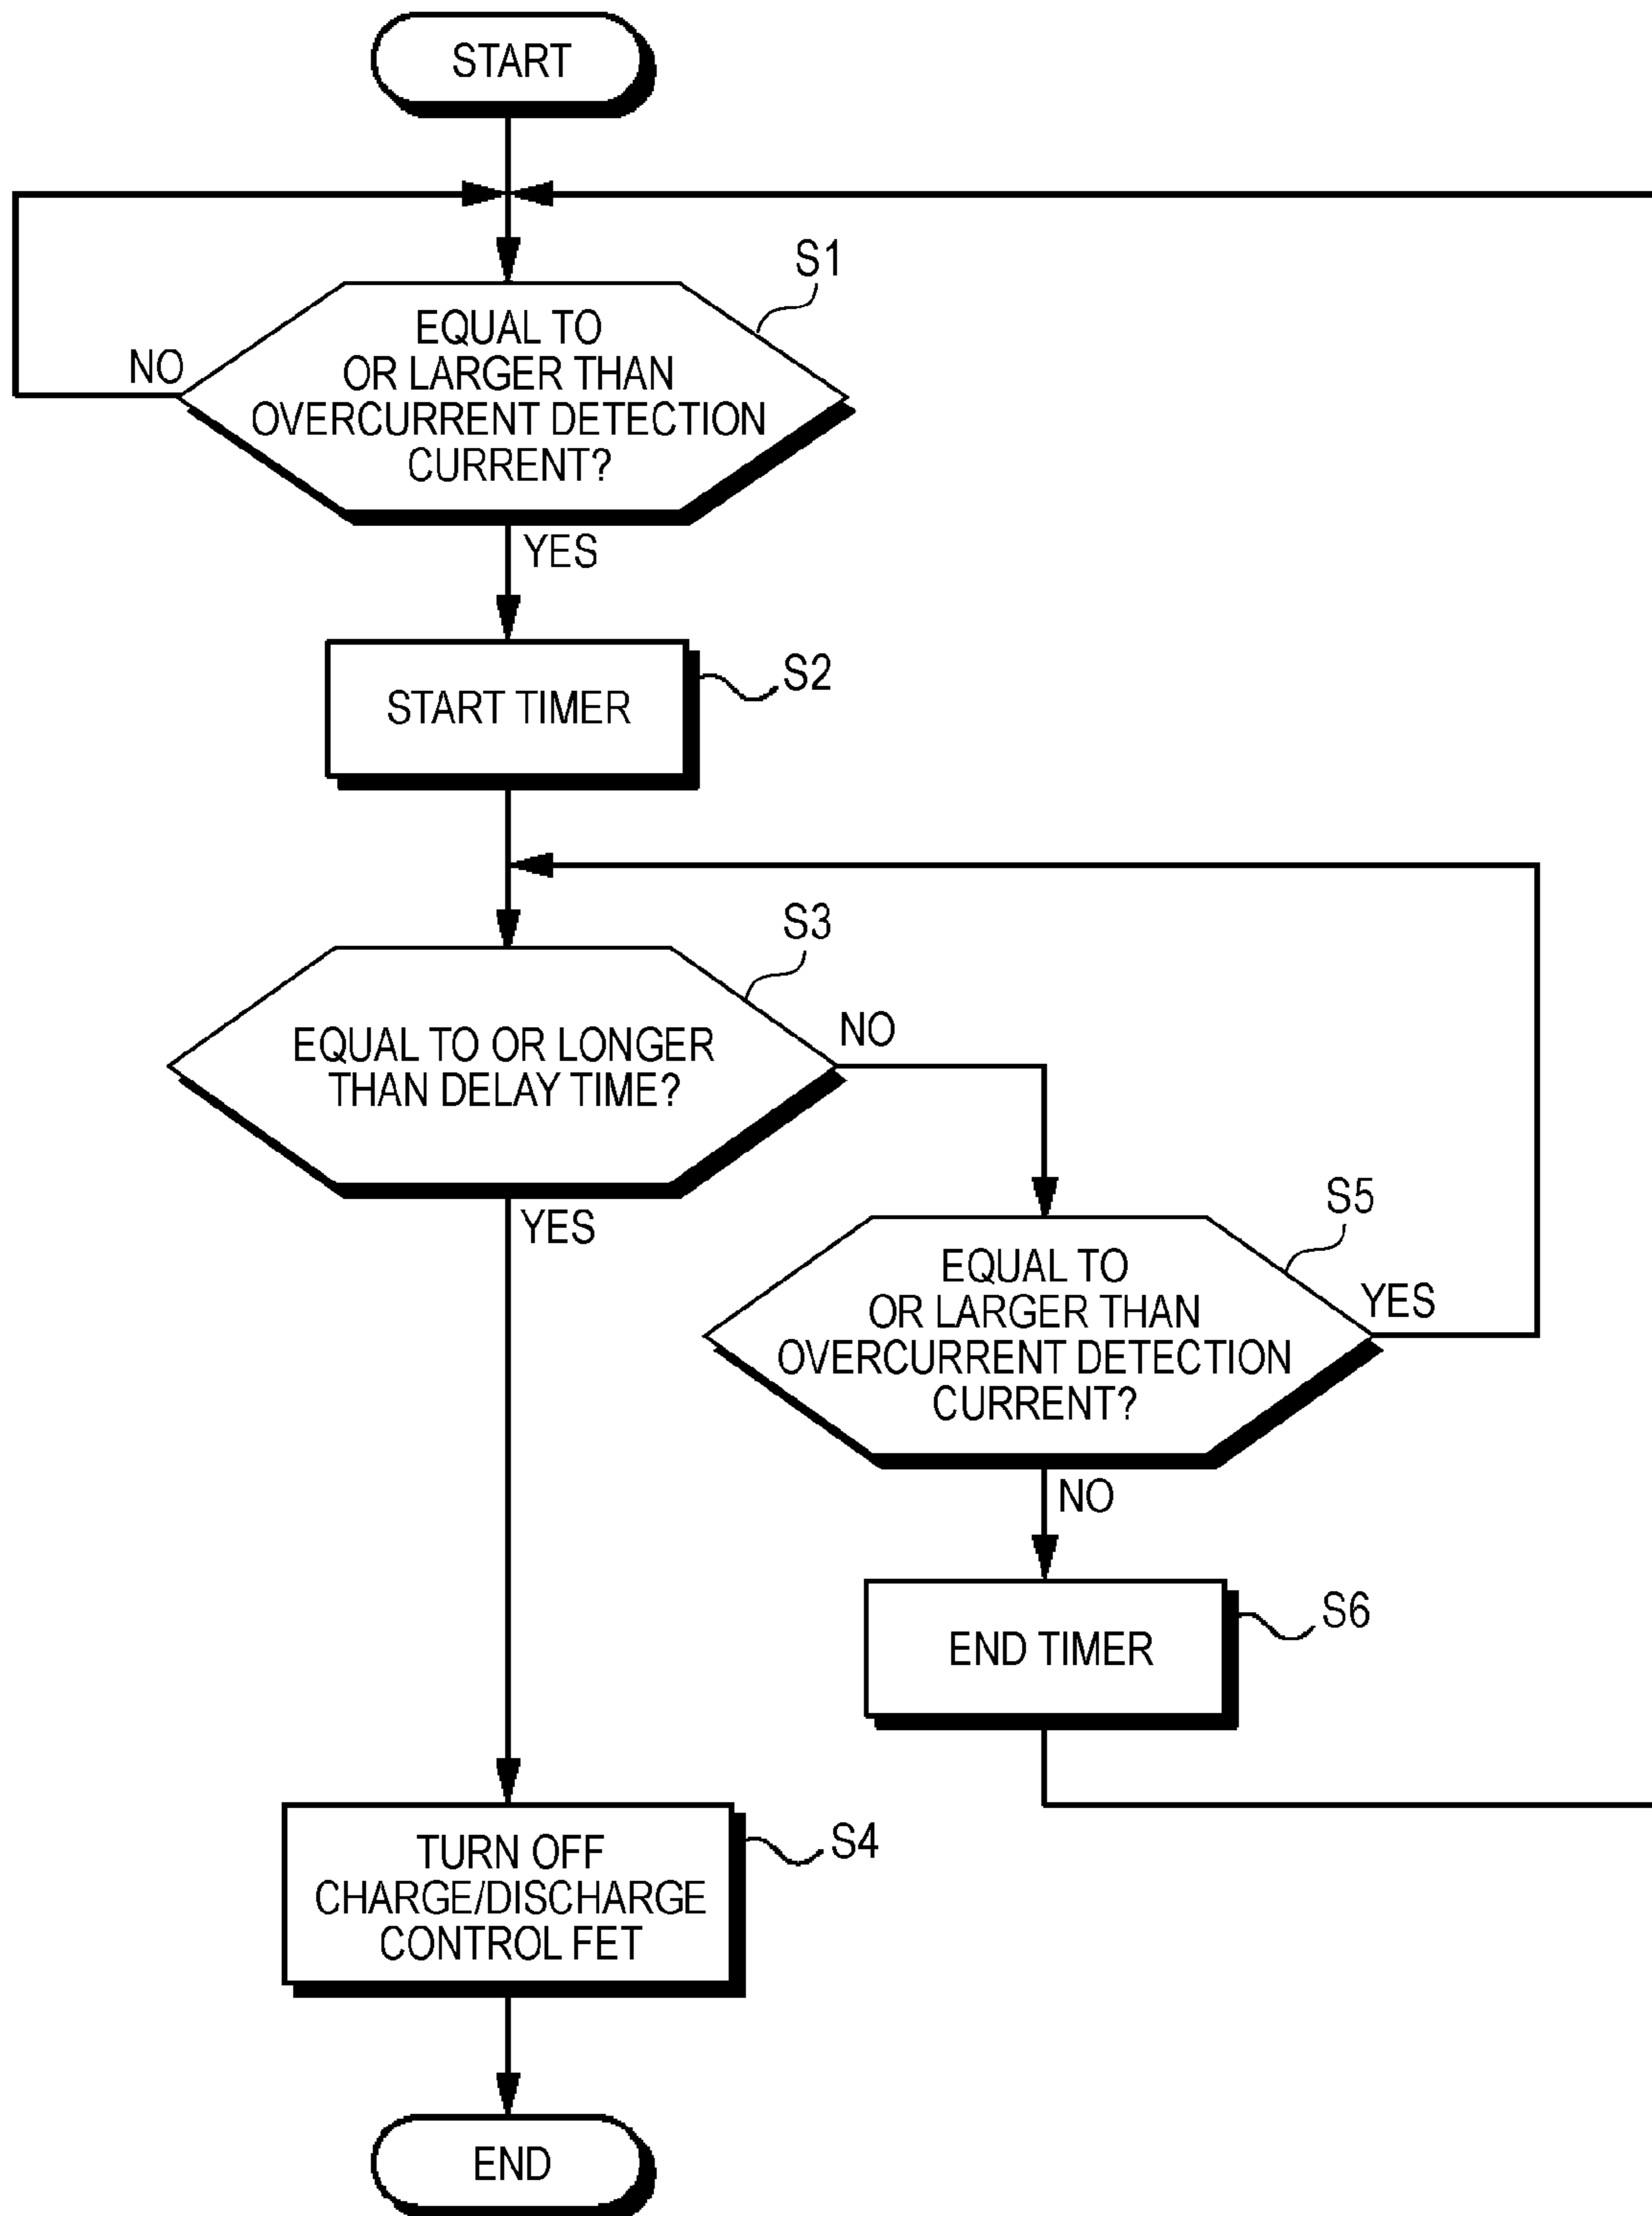 START
S1
EQUAL TO
OR LARGER THAN
OVERCURRENT DETECTION
CURRENT?
NO
YES
S2
START TIMER
S3
EQUAL TO OR LONGER
THAN DELAY TIME?
NO
YES
S5
EQUAL TO
OR LARGER THAN
OVERCURRENT DETECTION
CURRENT?
YES
NO
S6
END TIMER
S4
TURN OFF
CHARGE/DISCHARGE
CONTROL FET
END